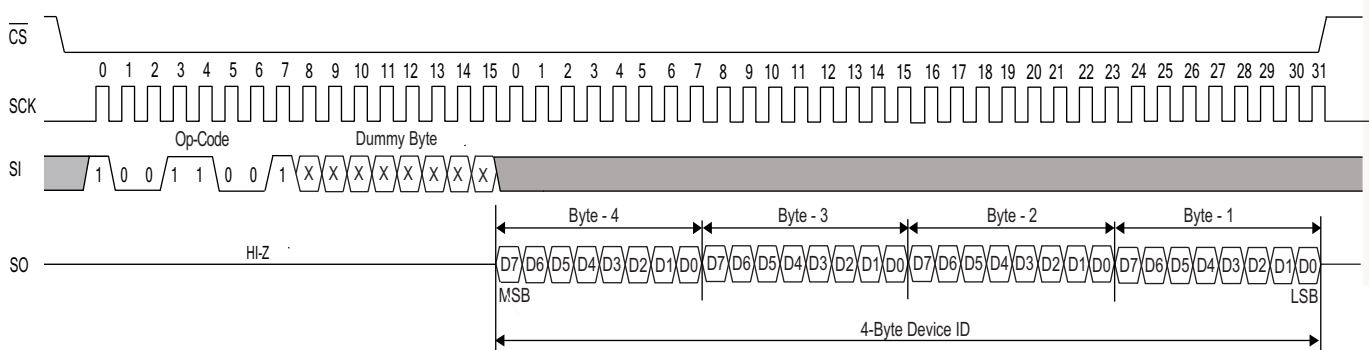 CS
0 1 2 3 4 5 6 7 8 9 10 11 12 13 14 15 0 1 2 3 4 5 6 7 8 9 10 11 12 13 14 15 16 17 18 19 20 21 22 23 24 25 26 27 28 29 30 31
SCK
Op-Code Dummy Byte
SI 1 0 0 1 1 0 0 1 X X X X X X X X
Byte - 4 Byte - 3 Byte - 2 Byte - 1
HI-Z
SO D7 D6 D5 D4 D3 D2 D1 D0 D7 D6 D5 D4 D3 D2 D1 D0 D7 D6 D5 D4 D3 D2 D1 D0 D7 D6 D5 D4 D3 D2 D1 D0
MSB LSB
4-Byte Device ID